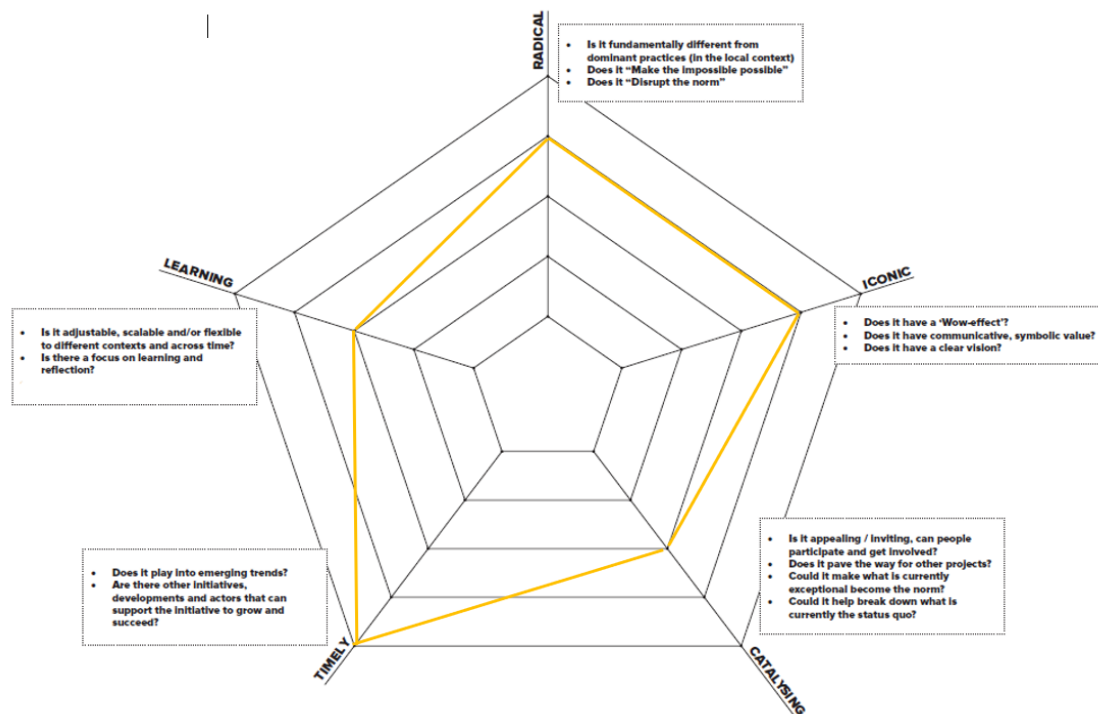 RADICAL
• Is it fundamentally different from
dominant practices (in the local context)
• Does it “Make the impossible possible”
• Does it “Disrupt the norm”
LEARNING
ICONIC
• Is it adjustable, scalable and/or flexible
to different contexts and across time?
• Is there a focus on learning and
reflection?
• Does it have a ‘Wow-effect’?
• Does it have communicative, symbolic value?
• Does it have a clear vision?
• Does it play into emerging trends?
• Are there other initiatives,
developments and actors that can
support the initiative to grow and
succeed?
• Is it appealing / inviting, can people
participate and get involved?
• Does it pave the way for other projects?
• Could it make what is currently
exceptional become the norm?
• Could it help break down what is
currently the status quo?
TIMELY
CATALYSING